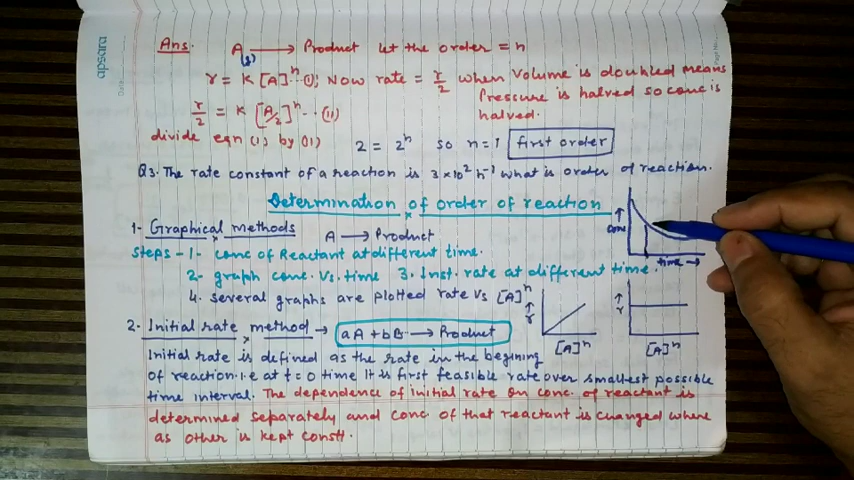 apsara
Ans. A(g) → Product let the order = n
r = K [A]ⁿ --- (I); Now rate = r/2 when volume is doubled means
Pressure is halved so conc is
r/2 = K [A/2]ⁿ --- (II) halved.
divide eqn (I) by (II) 2 = 2ⁿ so n = 1 first order
Q3. The rate constant of a reaction is 3×10² h⁻¹ what is order of reaction.
Determination of order of reaction
1- Graphical methods A → Product
Steps - 1- conc of Reactant at different time.
2- graph conc. Vs. time 3. Inst. rate at different time.
4. several graphs are plotted rate vs [A]ⁿ
conc
time →
r
[A]ⁿ
r
[A]ⁿ
2. Initial rate method → aA + bB → Product
Initial rate is defined as the rate in the begining
of reaction. i.e at t = 0 time It is first feasible rate over smallest possible
time interval. The dependence of initial rate on conc. of reactant is
determined separately and conc of that reactant is changed where
as other is kept constt.